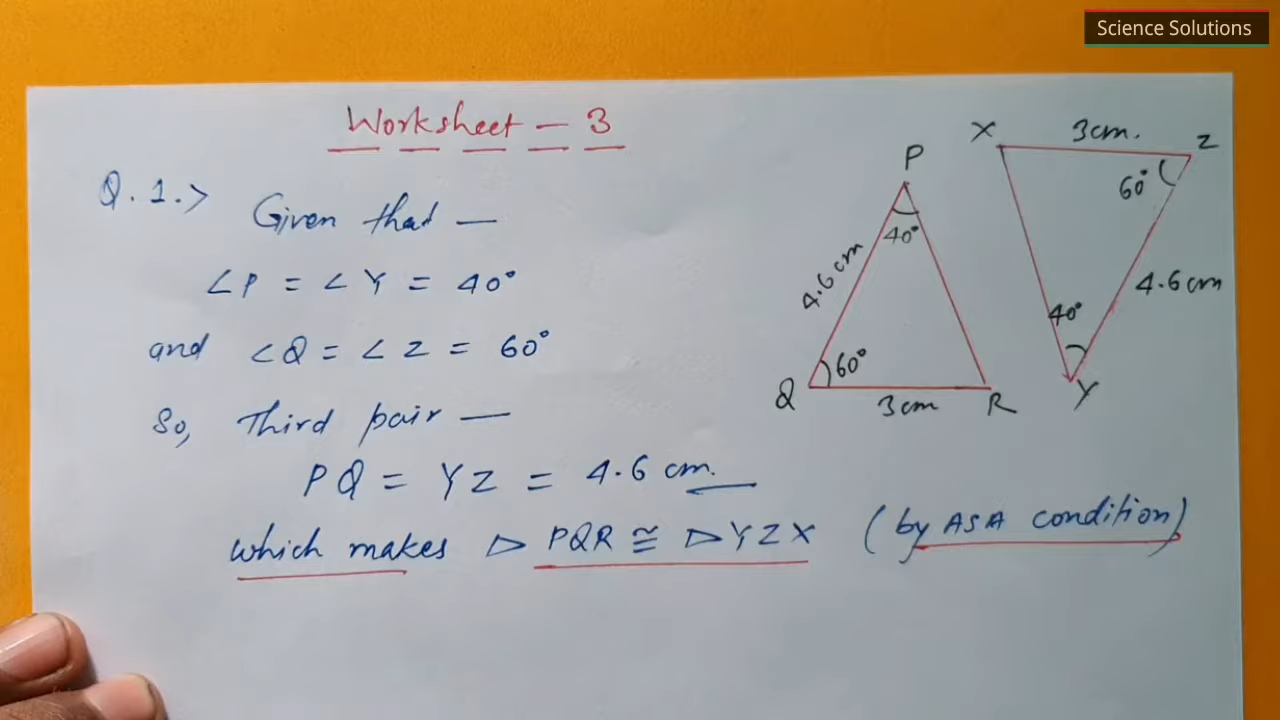 Science Solutions
Worksheet - 3
Q.1.> Given that —
∠P = ∠Y = 40°
and ∠Q = ∠Z = 60°
So, Third pair —
PQ = YZ = 4.6 cm.
which makes ▷ PQR ≅ ▷YZX (by ASA condition)
P
40°
4.6 cm
60°
Q
3cm
R
X
3cm.
Z
60°
4.6 cm
40°
Y